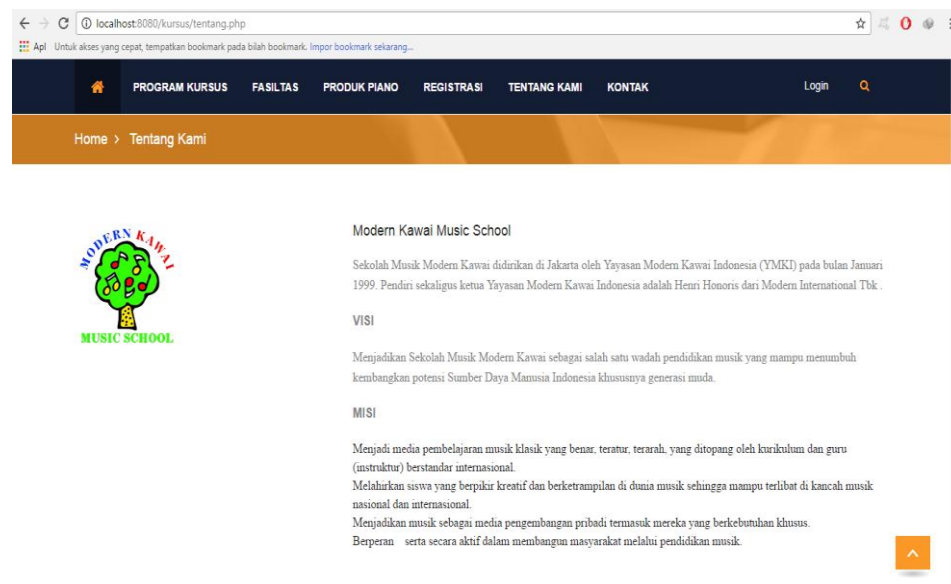 localhost:8080/kursus/tentang.php
Apl Untuk akses yang cepat, tempatkan bookmark pada bilah bookmark. Impor bookmark sekarang...
PROGRAM KURSUS FASILTAS PRODUK PIANO REGISTRASI TENTANG KAMI KONTAK Login
Home > Tentang Kami
MODERN KAWAI
MUSIC SCHOOL
Modern Kawai Music School
Sekolah Musik Modern Kawai didirikan di Jakarta oleh Yayasan Modern Kawai Indonesia (YMKI) pada bulan Januari
1999. Pendiri sekaligus ketua Yayasan Modern Kawai Indonesia adalah Henri Honoris dari Modern International Tbk .
VISI
Menjadikan Sekolah Musik Modern Kawai sebagai salah satu wadah pendidikan musik yang mampu menumbuh
kembangkan potensi Sumber Daya Manusia Indonesia khususnya generasi muda.
MISI
Menjadi media pembelajaran musik klasik yang benar, teratur, terarah, yang ditopang oleh kurikulum dan guru
(instruktur) berstandar internasional.
Melahirkan siswa yang berpikir kreatif dan berketrampilan di dunia musik sehingga mampu terlibat di kancah musik
nasional dan internasional.
Menjadikan musik sebagai media pengembangan pribadi termasuk mereka yang berkebutuhan khusus.
Berperan serta secara aktif dalam membangun masyarakat melalui pendidikan musik.